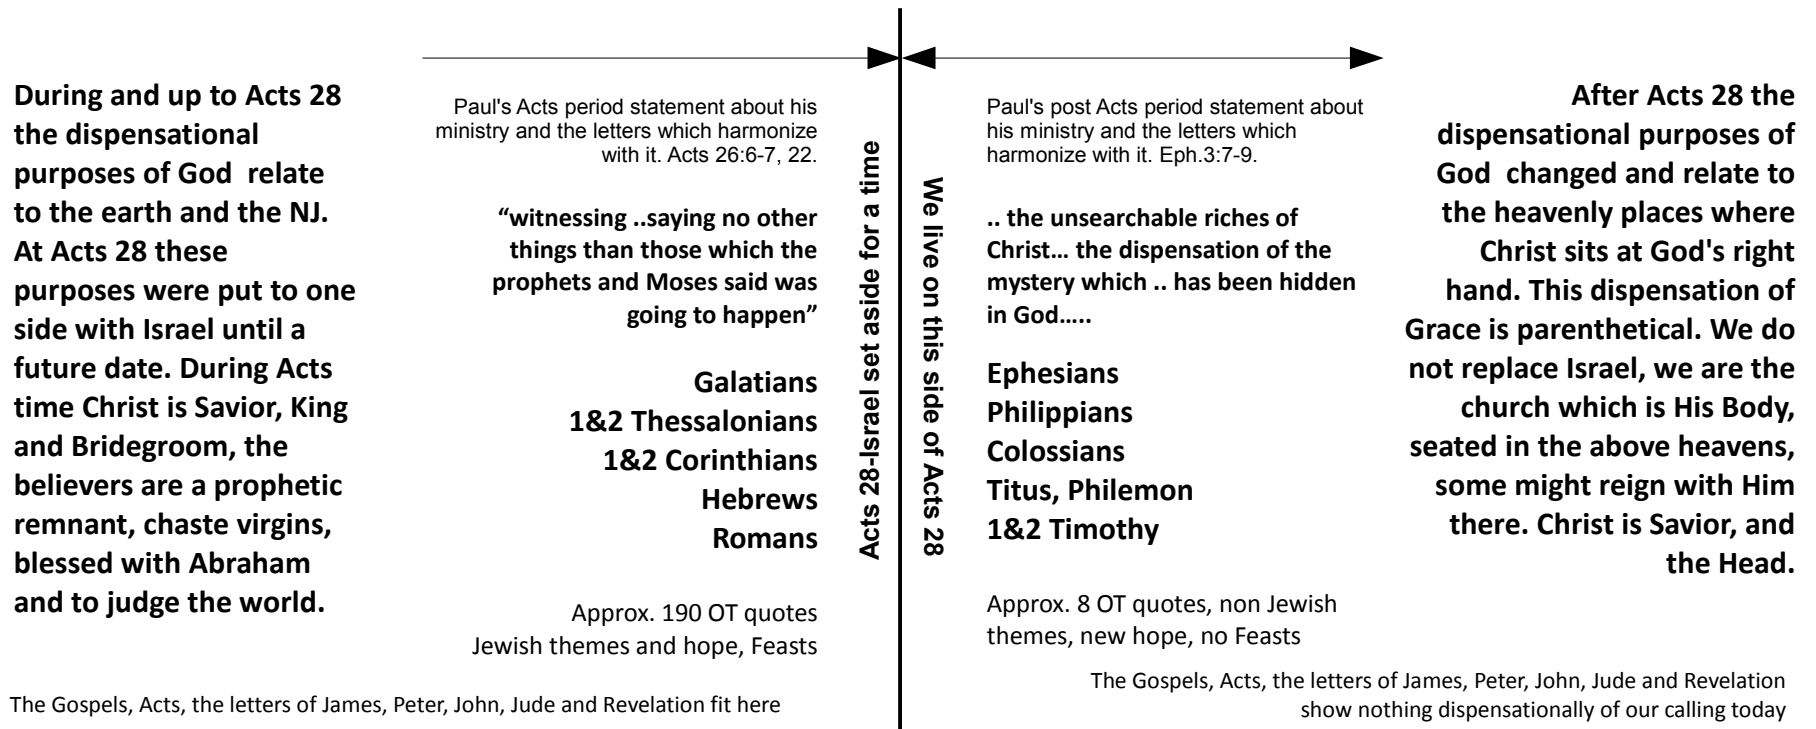 During and up to Acts 28
the dispensational
purposes of God relate
to the earth and the NJ.
At Acts 28 these
purposes were put to one
side with Israel until a
future date. During Acts
time Christ is Savior, King
and Bridegroom, the
believers are a prophetic
remnant, chaste virgins,
blessed with Abraham
and to judge the world.
Paul's Acts period statement about his
ministry and the letters which harmonize
with it. Acts 26:6-7, 22.
“witnessing ..saying no other
things than those which the
prophets and Moses said was
going to happen”
Galatians
1&2 Thessalonians
1&2 Corinthians
Hebrews
Romans
Approx. 190 OT quotes
Jewish themes and hope, Feasts
The Gospels, Acts, the letters of James, Peter, John, Jude and Revelation fit here
Acts 28-Israel set aside for a time
We live on this side of Acts 28
Paul's post Acts period statement about
his ministry and the letters which
harmonize with it. Eph.3:7-9.
.. the unsearchable riches of
Christ... the dispensation of the
mystery which .. has been hidden
in God.....
Ephesians
Philippians
Colossians
Titus, Philemon
1&2 Timothy
Approx. 8 OT quotes, non Jewish
themes, new hope, no Feasts
After Acts 28 the
dispensational purposes of
God changed and relate to
the heavenly places where
Christ sits at God's right
hand. This dispensation of
Grace is parenthetical. We do
not replace Israel, we are the
church which is His Body,
seated in the above heavens,
some might reign with Him
there. Christ is Savior, and
the Head.
The Gospels, Acts, the letters of James, Peter, John, Jude and Revelation
show nothing dispensationally of our calling today